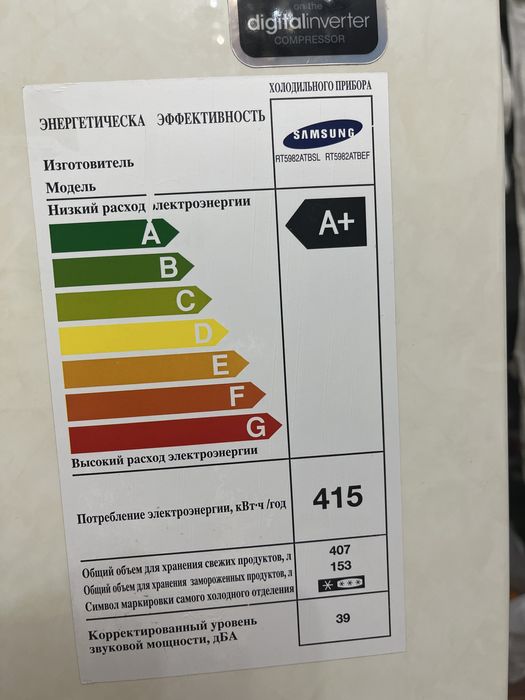 on the
digitalinverter
COMPRESSOR
ЭНЕРГЕТИЧЕСКА ЭФФЕКТИВНОСТЬ
ХОЛОДИЛЬНОГО ПРИБОРА
Изготовитель
SAMSUNG
Модель
RT5982ATBSL RT5982ATBEF
Низкий расход электроэнергии
A
A+
B
C
D
E
F
G
Высокий расход электроэнергии
Потребление электроэнергии, кВт·ч /год
415
Общий объем для хранения свежих продуктов, л
407
Общий объем для хранения замороженных продуктов, л
153
Символ маркировки самого холодного отделения
Корректированный уровень
звуковой мощности, дБА
39